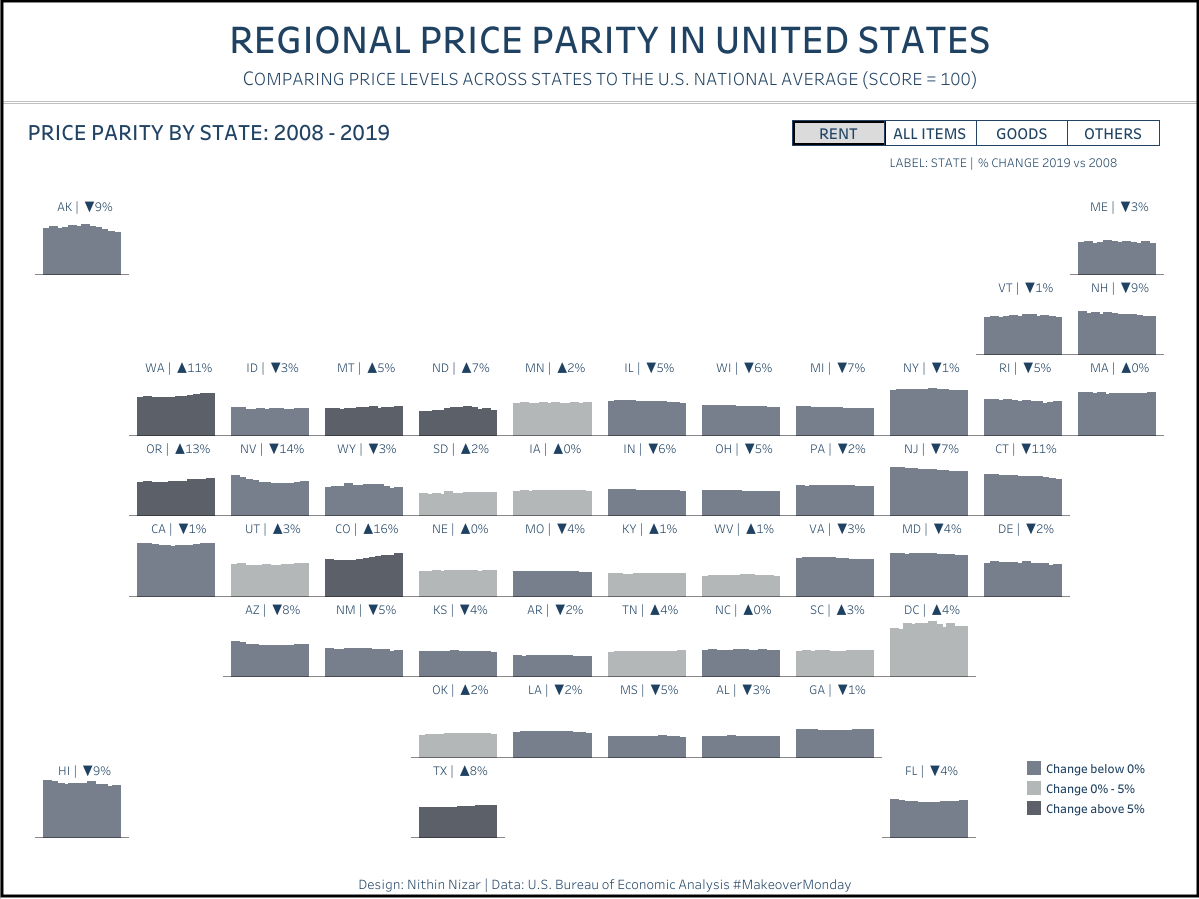 REGIONAL PRICE PARITY IN UNITED STATES
COMPARING PRICE LEVELS ACROSS STATES TO THE U.S. NATIONAL AVERAGE (SCORE = 100)
PRICE PARITY BY STATE: 2008 - 2019
RENT ALL ITEMS GOODS OTHERS
LABEL: STATE | % CHANGE 2019 vs 2008
AK | ▼9% ME | ▼3%
VT | ▼1% NH | ▼9%
WA | ▲11% ID | ▼3% MT | ▲5% ND | ▲7% MN | ▲2% IL | ▼5% WI | ▼6% MI | ▼7% NY | ▼1% RI | ▼5% MA | ▲0%
OR | ▲13% NV | ▼14% WY | ▼3% SD | ▲2% IA | ▲0% IN | ▼6% OH | ▼5% PA | ▼2% NJ | ▼7% CT | ▼11%
CA | ▼1% UT | ▲3% CO | ▲16% NE | ▲0% MO | ▼4% KY | ▲1% WV | ▲1% VA | ▼3% MD | ▼4% DE | ▼2%
AZ | ▼8% NM | ▼5% KS | ▼4% AR | ▼2% TN | ▲4% NC | ▲0% SC | ▲3% DC | ▲4%
OK | ▲2% LA | ▼2% MS | ▼5% AL | ▼3% GA | ▼1%
HI | ▼9% TX | ▲8% FL | ▼4%
Change below 0%
Change 0% - 5%
Change above 5%
Design: Nithin Nizar | Data: U.S. Bureau of Economic Analysis #MakeoverMonday